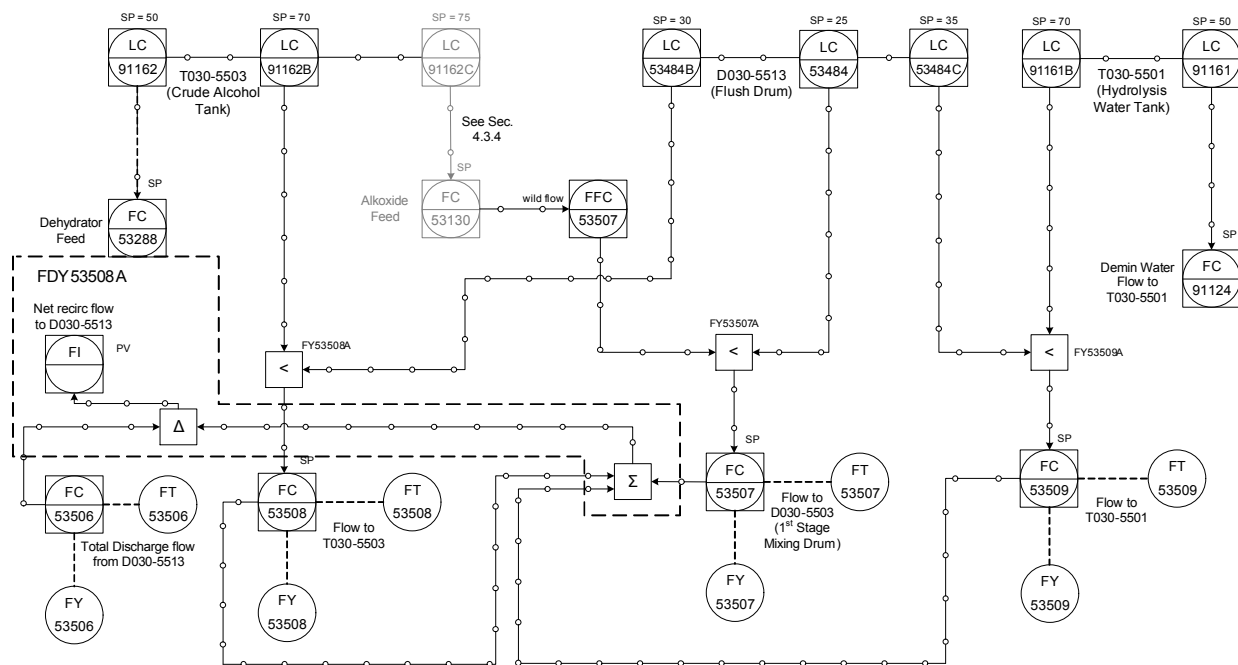 SP = 50
SP = 70
SP = 75
SP = 30
SP = 25
SP = 35
SP = 70
SP = 50
LC
91162
T030-5503
(Crude Alcohol
Tank)
LC
91162B
LC
91162C
LC
53484B
D030-5513
(Flush Drum)
LC
53484
LC
53484C
LC
91161B
T030-5501
(Hydrolysis
Water Tank)
LC
91161
See Sec.
4.3.4
SP
SP
SP
Dehydrator
Feed
FC
53288
Alkoxide
Feed
FC
53130
wild flow
FFC
53507
Demin Water
Flow to
T030-5501
FC
91124
FDY53508A
Net recirc flow
to D030-5513
FI
PV
FY53508A
<
FY53507A
<
<
FY53509A
Δ
SP
SP
SP
Σ
FC
53506
FT
53506
Total Discharge flow
from D030-5513
FY
53506
FC
53508
FT
53508
Flow to
T030-5503
FY
53508
FC
53507
FT
53507
Flow to
D030-5503
(1st Stage
Mixing Drum)
FY
53507
FC
53509
FT
53509
Flow to
T030-5501
FY
53509